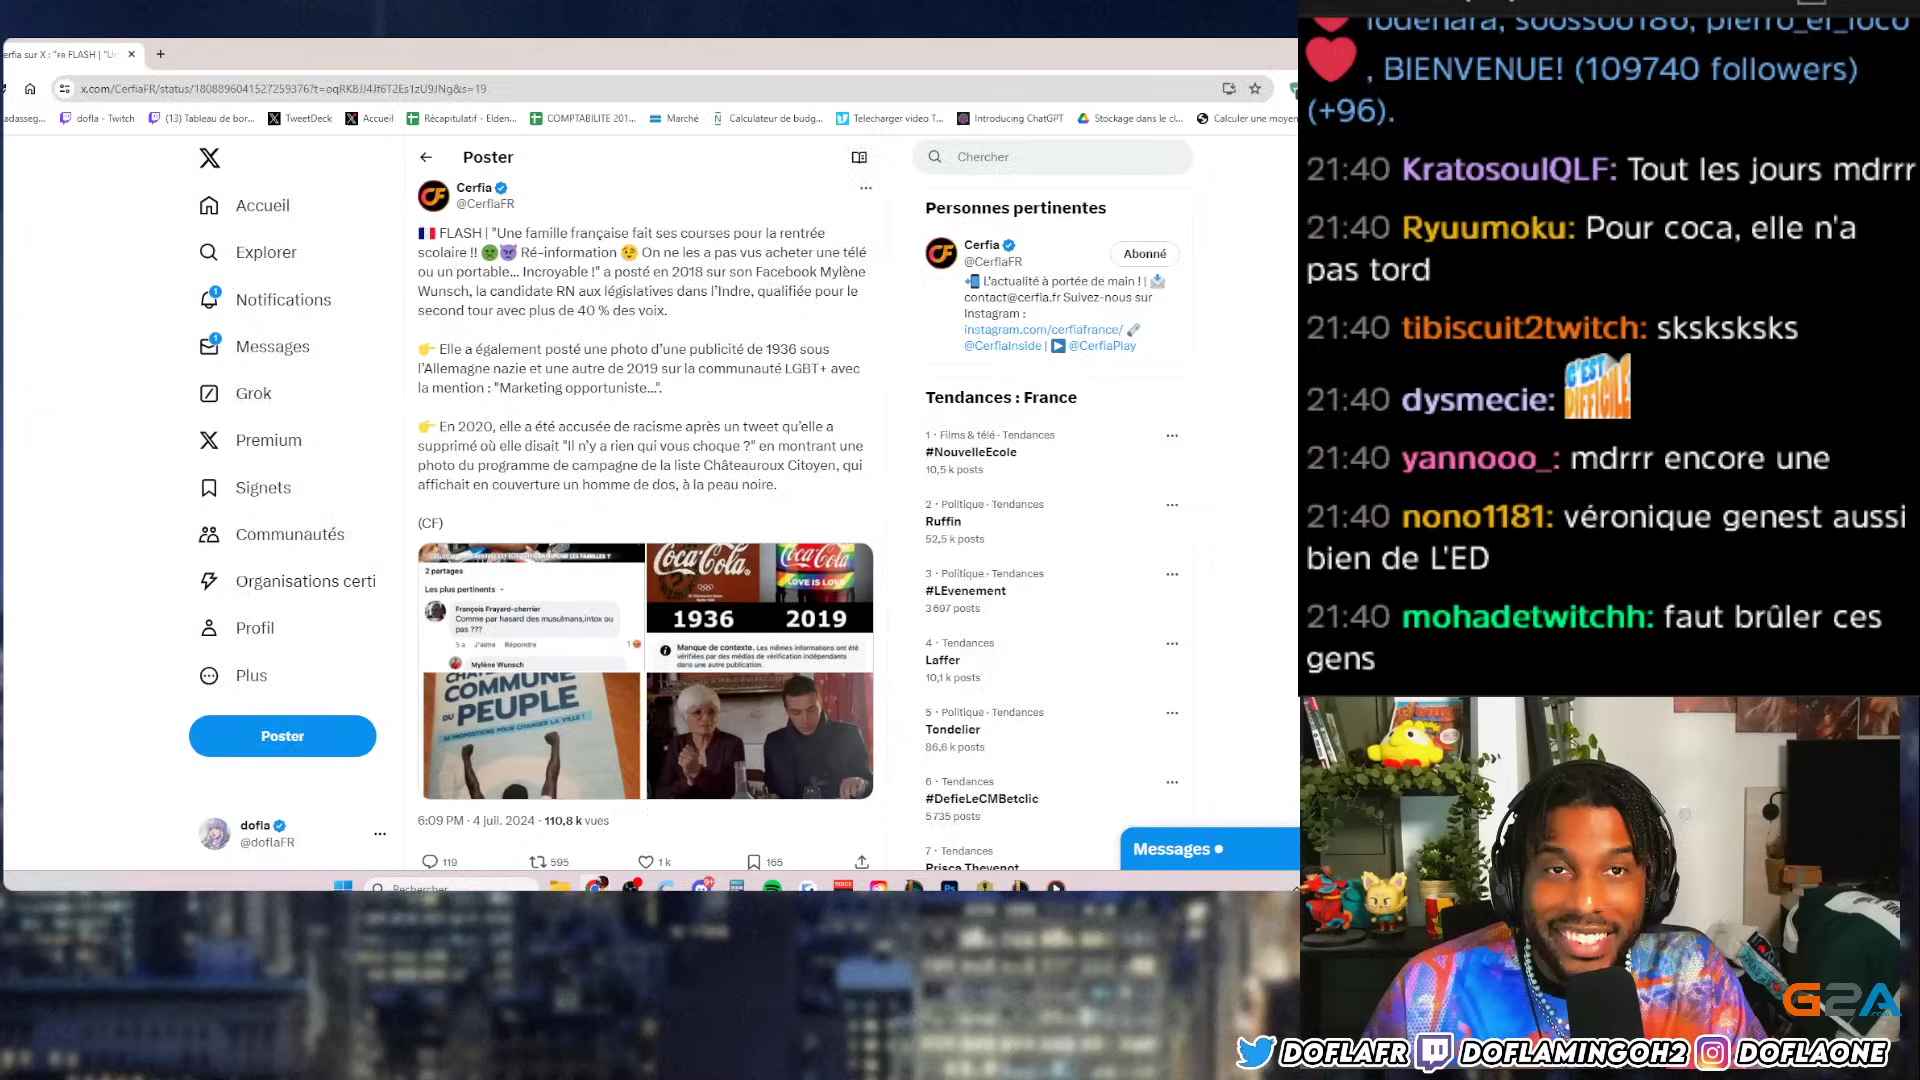 erfia sur X : "FR FLASH | "Un
x.com/CerfiaFR/status/1808896041527259376?t=oqRKBJJ4Jf6T2Es1zU9JNg&s=19
adasseg...
dofla - Twitch
(13) Tableau de bor...
TweetDeck
Accueil
Récapitulatif - Elden...
COMPTABILITE 201...
Marché
Calculateur de budg...
Telecharger video T...
Introducing ChatGPT
Stockage dans le cl...
Calculer une moyen
Accueil
Explorer
1
Notifications
1
Messages
Grok
Premium
Signets
Communautés
Organisations certi
Profil
Plus
Poster
dofla
@doflaFR
Poster
Cerfia
@CerfiaFR
FLASH | "Une famille française fait ses courses pour la rentrée
scolaire !! 🤢👿 Ré-information 😉 On ne les a pas vus acheter une télé
ou un portable... Incroyable !" a posté en 2018 sur son Facebook Mylène
Wunsch, la candidate RN aux législatives dans l'Indre, qualifiée pour le
second tour avec plus de 40 % des voix.
👉 Elle a également posté une photo d'une publicité de 1936 sous
l'Allemagne nazie et une autre de 2019 sur la communauté LGBT+ avec
la mention : "Marketing opportuniste...".
👉 En 2020, elle a été accusée de racisme après un tweet qu'elle a
supprimé où elle disait "Il n'y a rien qui vous choque ?" en montrant une
photo du programme de campagne de la liste Châteauroux Citoyen, qui
affichait en couverture un homme de dos, à la peau noire.
(CF)
2 partages
Les plus pertinents
François Frayard-cherrier
Comme par hasard des musulmans,intox ou
pas ???
5 a J'aime Répondre 1
Mylène Wunsch
Coca-Cola
Coca-Cola
LOVE IS LOVE
1936 2019
Manque de contexte. Les mêmes informations ont été
vérifiées par des médias de vérification indépendants
dans une autre publication.
COMMUNE
DU PEUPLE
PROPOSITIONS POUR CHANGER LA VILLE !
6:09 PM · 4 juil. 2024 · 110,8 k vues
119 595 1 k 165
Chercher
Personnes pertinentes
Cerfia
@CerfiaFR
Abonné
📲 L'actualité à portée de main ! | 📩
contact@cerfia.fr Suivez-nous sur
Instagram :
instagram.com/cerfiafrance/
@CerfiaInside | ▶ @CerfiaPlay
Tendances : France
1 · Films & télé · Tendances
#NouvelleEcole
10,5 k posts
2 · Politique · Tendances
Ruffin
52,5 k posts
3 · Politique · Tendances
#LEvenement
3 697 posts
4 · Tendances
Laffer
10,1 k posts
5 · Politique · Tendances
Tondelier
86,6 k posts
6 · Tendances
#DefieLeCMBetclic
5 735 posts
7 · Tendances
Prisca Thevenot
Messages
Rechercher
loudenara, soossoo186, pierro_el_loco
, BIENVENUE! (109740 followers)
(+96).
21:40 KratosoulQLF: Tout les jours mdrrr
21:40 Ryuumoku: Pour coca, elle n'a
pas tord
21:40 tibiscuit2twitch: sksksksks
21:40 dysmecie: C'EST DIFFICILE
21:40 yannooo_: mdrrr encore une
21:40 nono1181: véronique genest aussi
bien de L'ED
21:40 mohadetwitchh: faut brûler ces
gens
G2A
.COM
DOFLAFR DOFLAMINGOH2 DOFLAONE